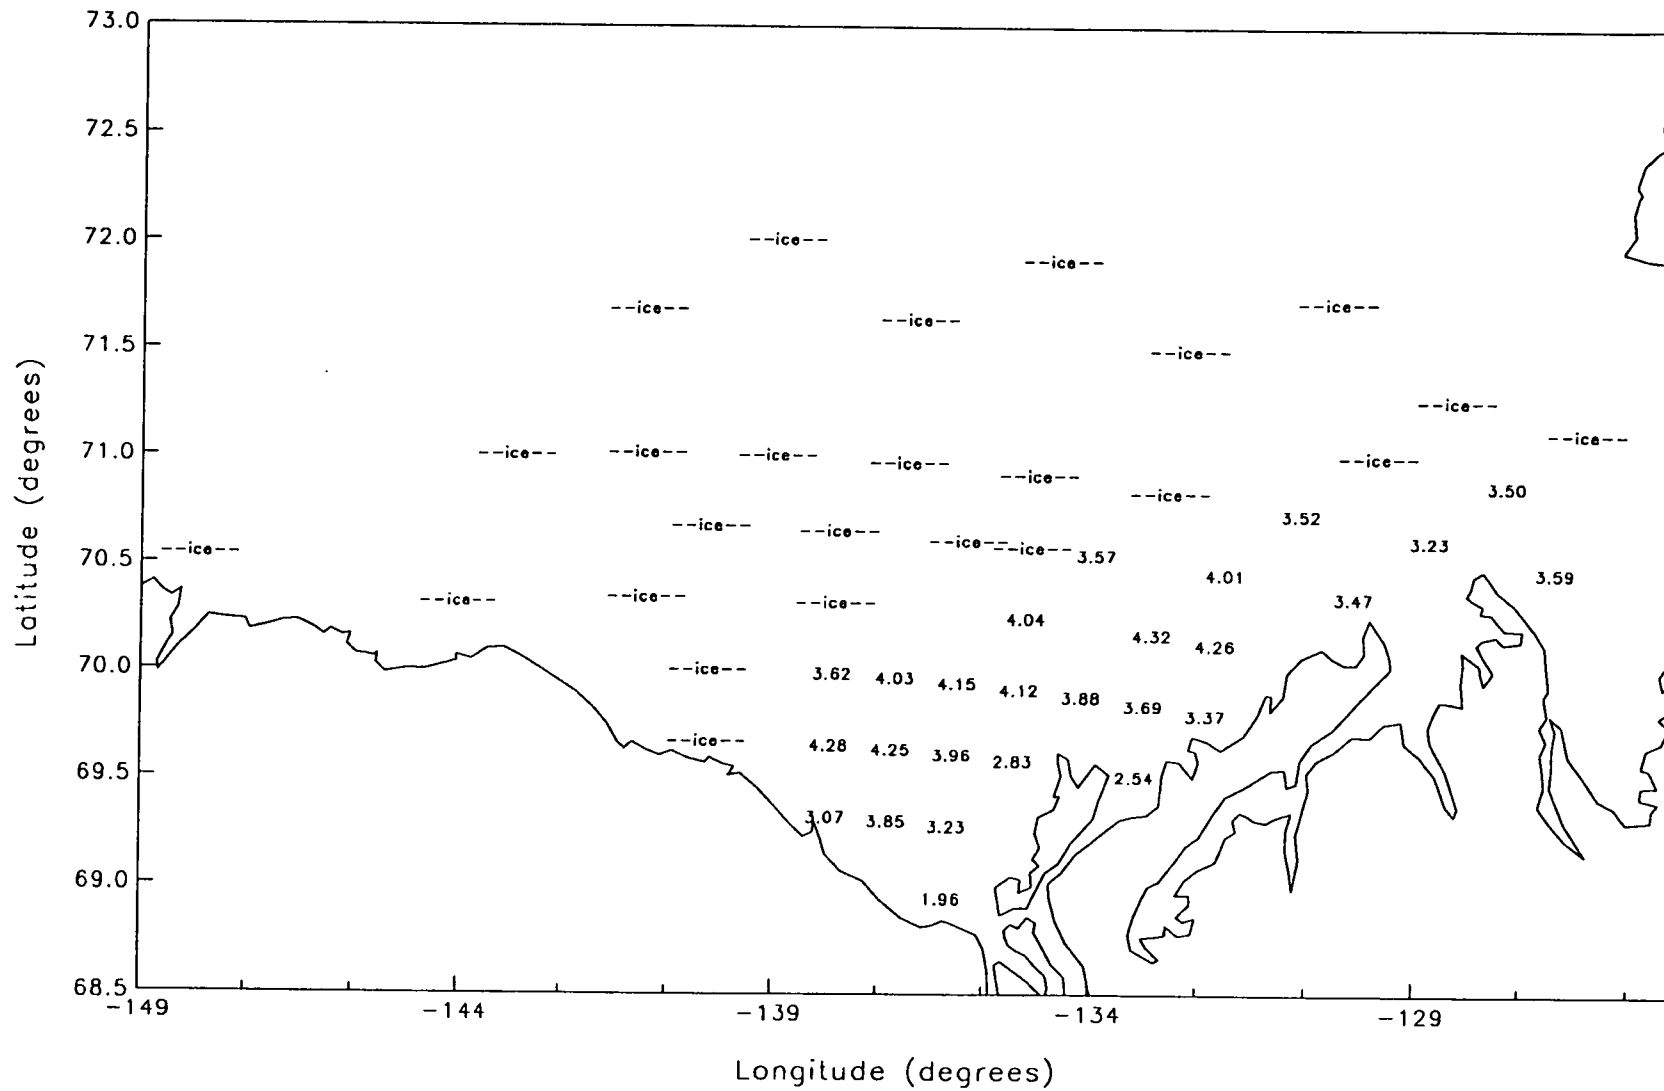 73.0
72.5
72.0
71.5
71.0
70.5
70.0
69.5
69.0
68.5
Latitude (degrees)
--ice--
--ice--
--ice-- --ice--
--ice--
--ice--
--ice--
--ice--
--ice-- --ice-- --ice-- --ice-- --ice--
--ice--
--ice-- 3.50
3.52
--ice-- --ice-- --ice-- --ice-- 3.57 3.23
--ice-- 4.01 3.59
--ice-- --ice-- --ice-- 3.47
4.04 4.32 4.26
--ice-- 3.62 4.03 4.15 4.12 3.88 3.69 3.37
--ice-- 4.28 4.25 3.96 2.83 2.54
3.07 3.85 3.23
1.96
-149 -144 -139 -134 -129
Longitude (degrees)